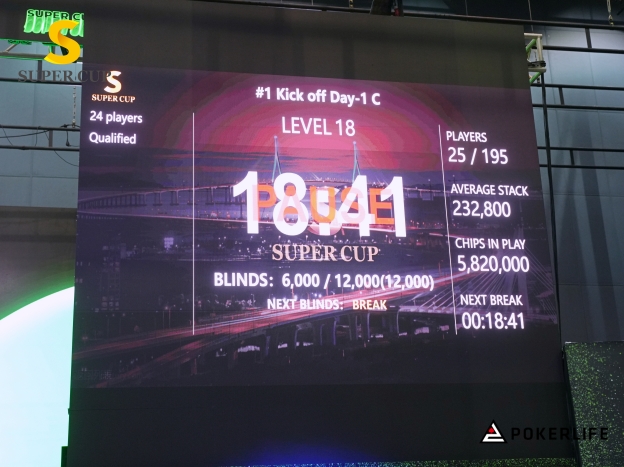 SUPER CUP
S
SUPER CUP
S
SUPER CUP
#1 Kick off Day-1 C
24 players
Qualified
LEVEL 18
PAUSE
18:41
SUPER CUP
BLINDS: 6,000 / 12,000(12,000)
NEXT BLINDS: BREAK
PLAYERS
25 / 195
AVERAGE STACK
232,800
CHIPS IN PLAY
5,820,000
NEXT BREAK
00:18:41
POKERLIFE